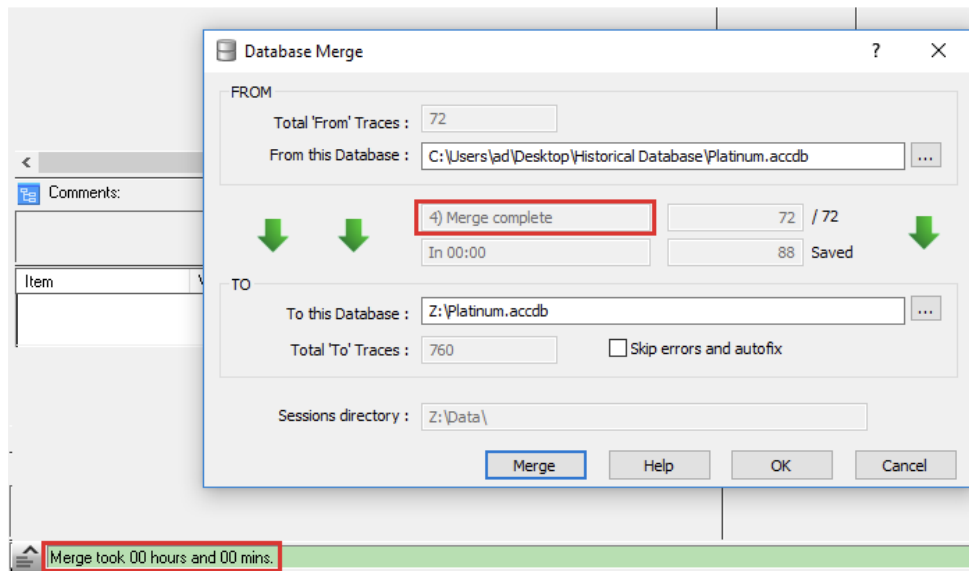 Database Merge
?
FROM
Total 'From' Traces : 72
From this Database : C:\Users\ad\Desktop\Historical Database\Platinum.accdb ...
Comments:
4) Merge complete 72 / 72
In 00:00 88 Saved
Item
TO
To this Database : Z:\Platinum.accdb ...
Total 'To' Traces : 760 Skip errors and autofix
Sessions directory : Z:\Data\
Merge Help OK Cancel
Merge took 00 hours and 00 mins.